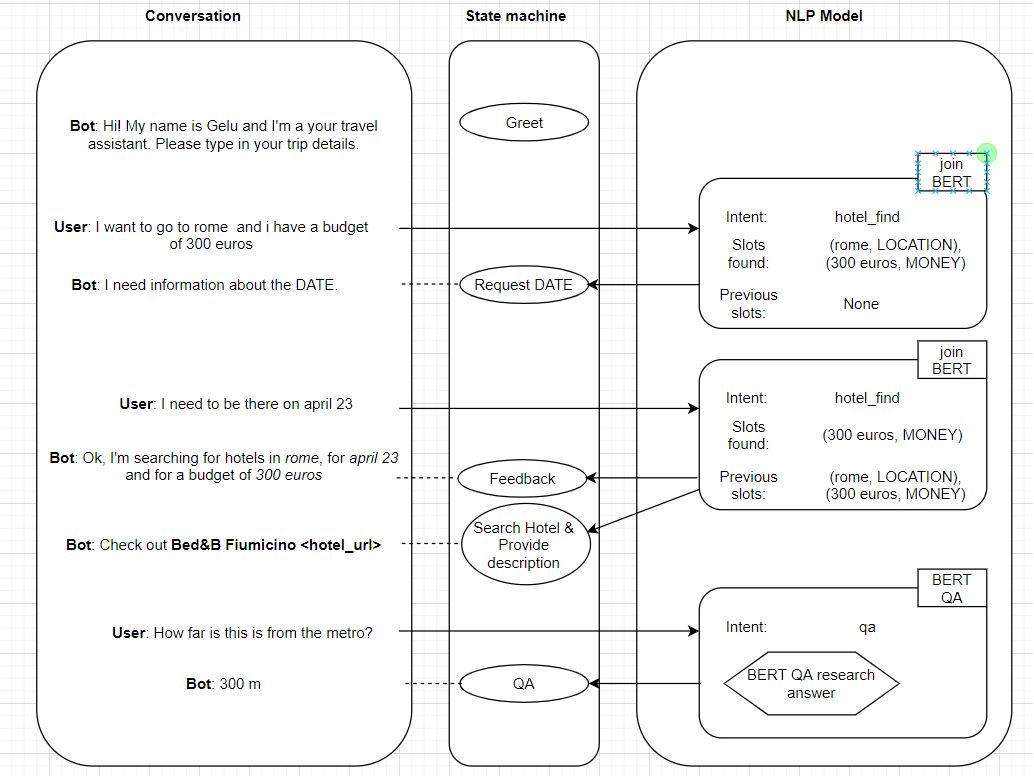 Conversation
State machine
NLP Model
Bot: Hi! My name is Gelu and I'm a your travel
assistant. Please type in your trip details.
Greet
join
BERT
User: I want to go to rome  and i have a budget
of 300 euros
Intent:
hotel_find
Slots
found:
(rome, LOCATION),
(300 euros, MONEY)
Previous
slots:
None
Bot: I need information about the DATE.
Request DATE
join
BERT
User: I need to be there on april 23
Intent:
hotel_find
Slots
found:
(300 euros, MONEY)
Previous
slots:
(rome, LOCATION),
(300 euros, MONEY)
Bot: Ok, I'm searching for hotels in rome, for april 23
and for a budget of 300 euros
Feedback
Bot: Check out Bed&B Fiumicino <hotel_url>
Search Hotel &
Provide
description
BERT
QA
User: How far is this is from the metro?
Intent:
qa
Bot: 300 m
QA
BERT QA research
answer